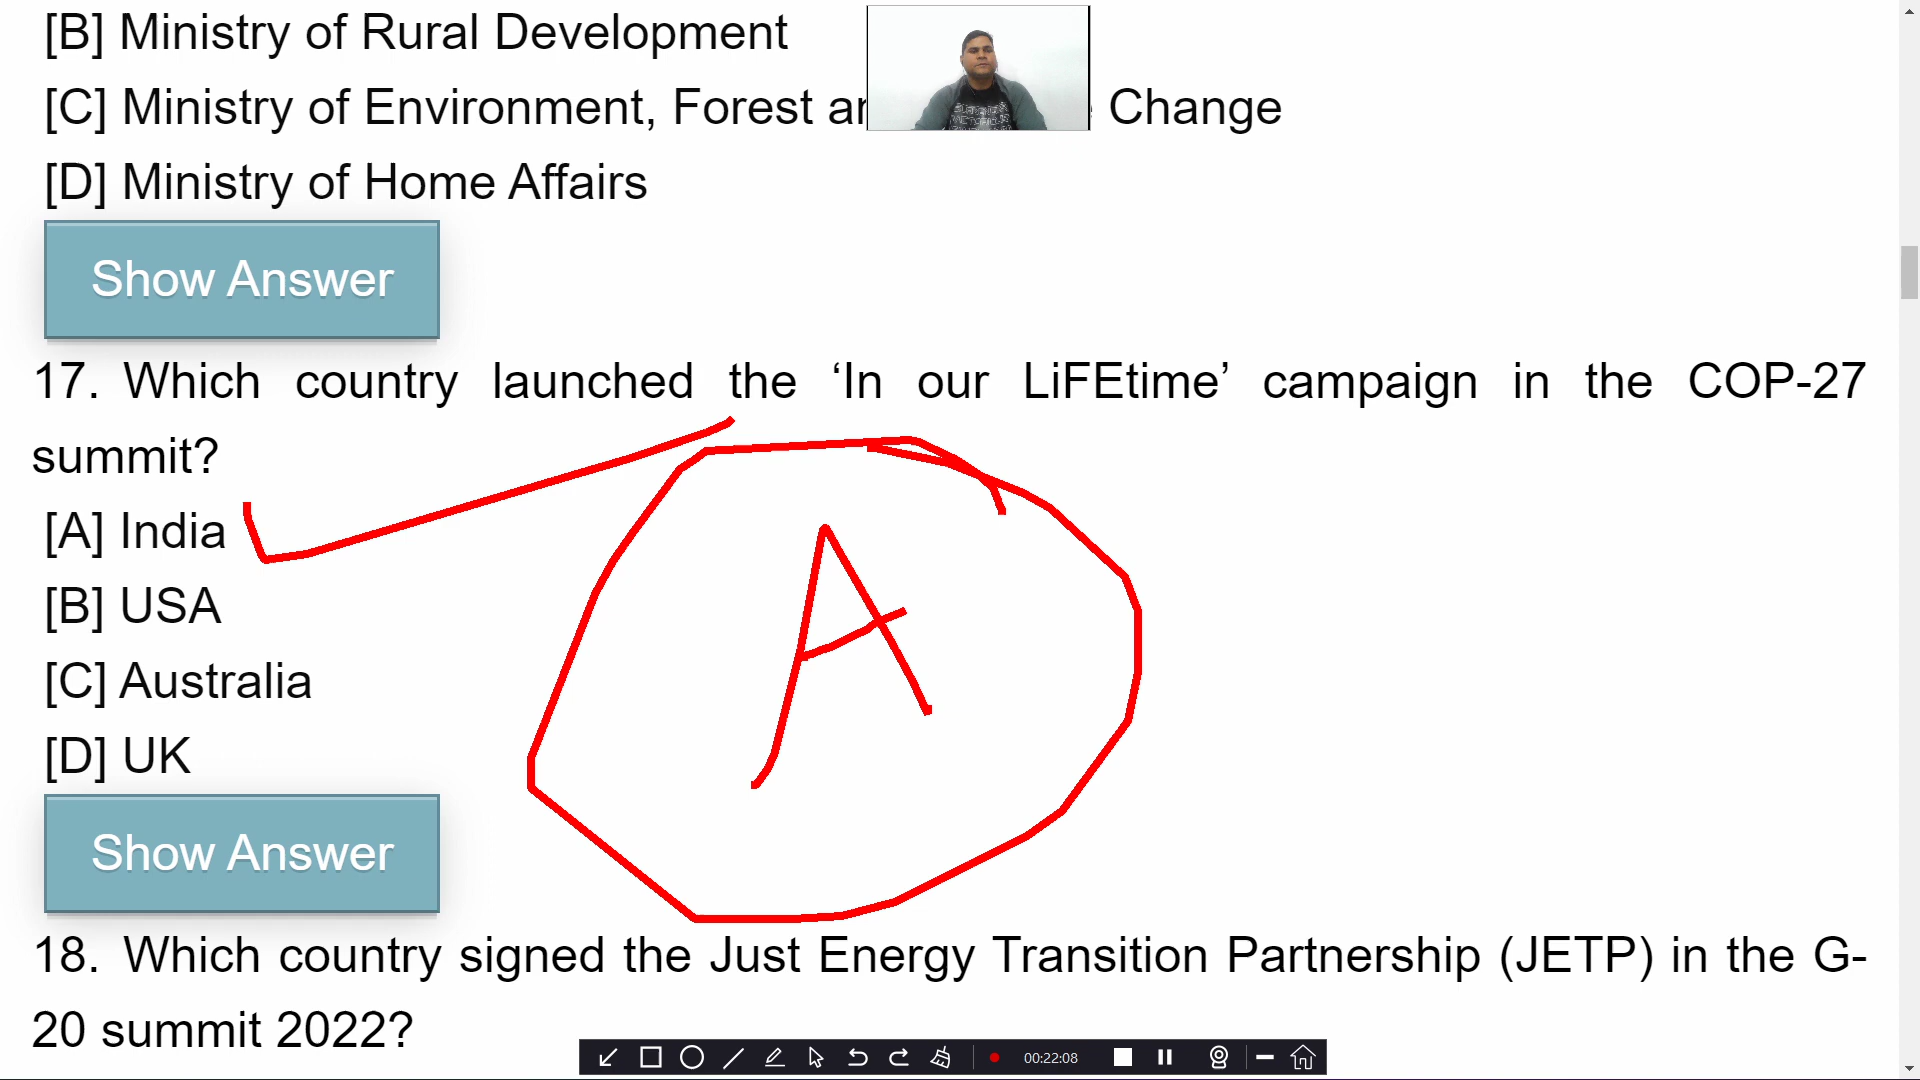 [B] Ministry of Rural Development
[C] Ministry of Environment, Forest Change
[D] Ministry of Home Affairs
Show Answer
17. Which country launched the ‘In our LiFEtime’ campaign in the COP-27
summit?
[A] India
[B] USA
[C] Australia
[D] UK
A
Show Answer
18. Which country signed the Just Energy Transition Partnership (JETP) in the G-
20 summit 2022?
00:22:08